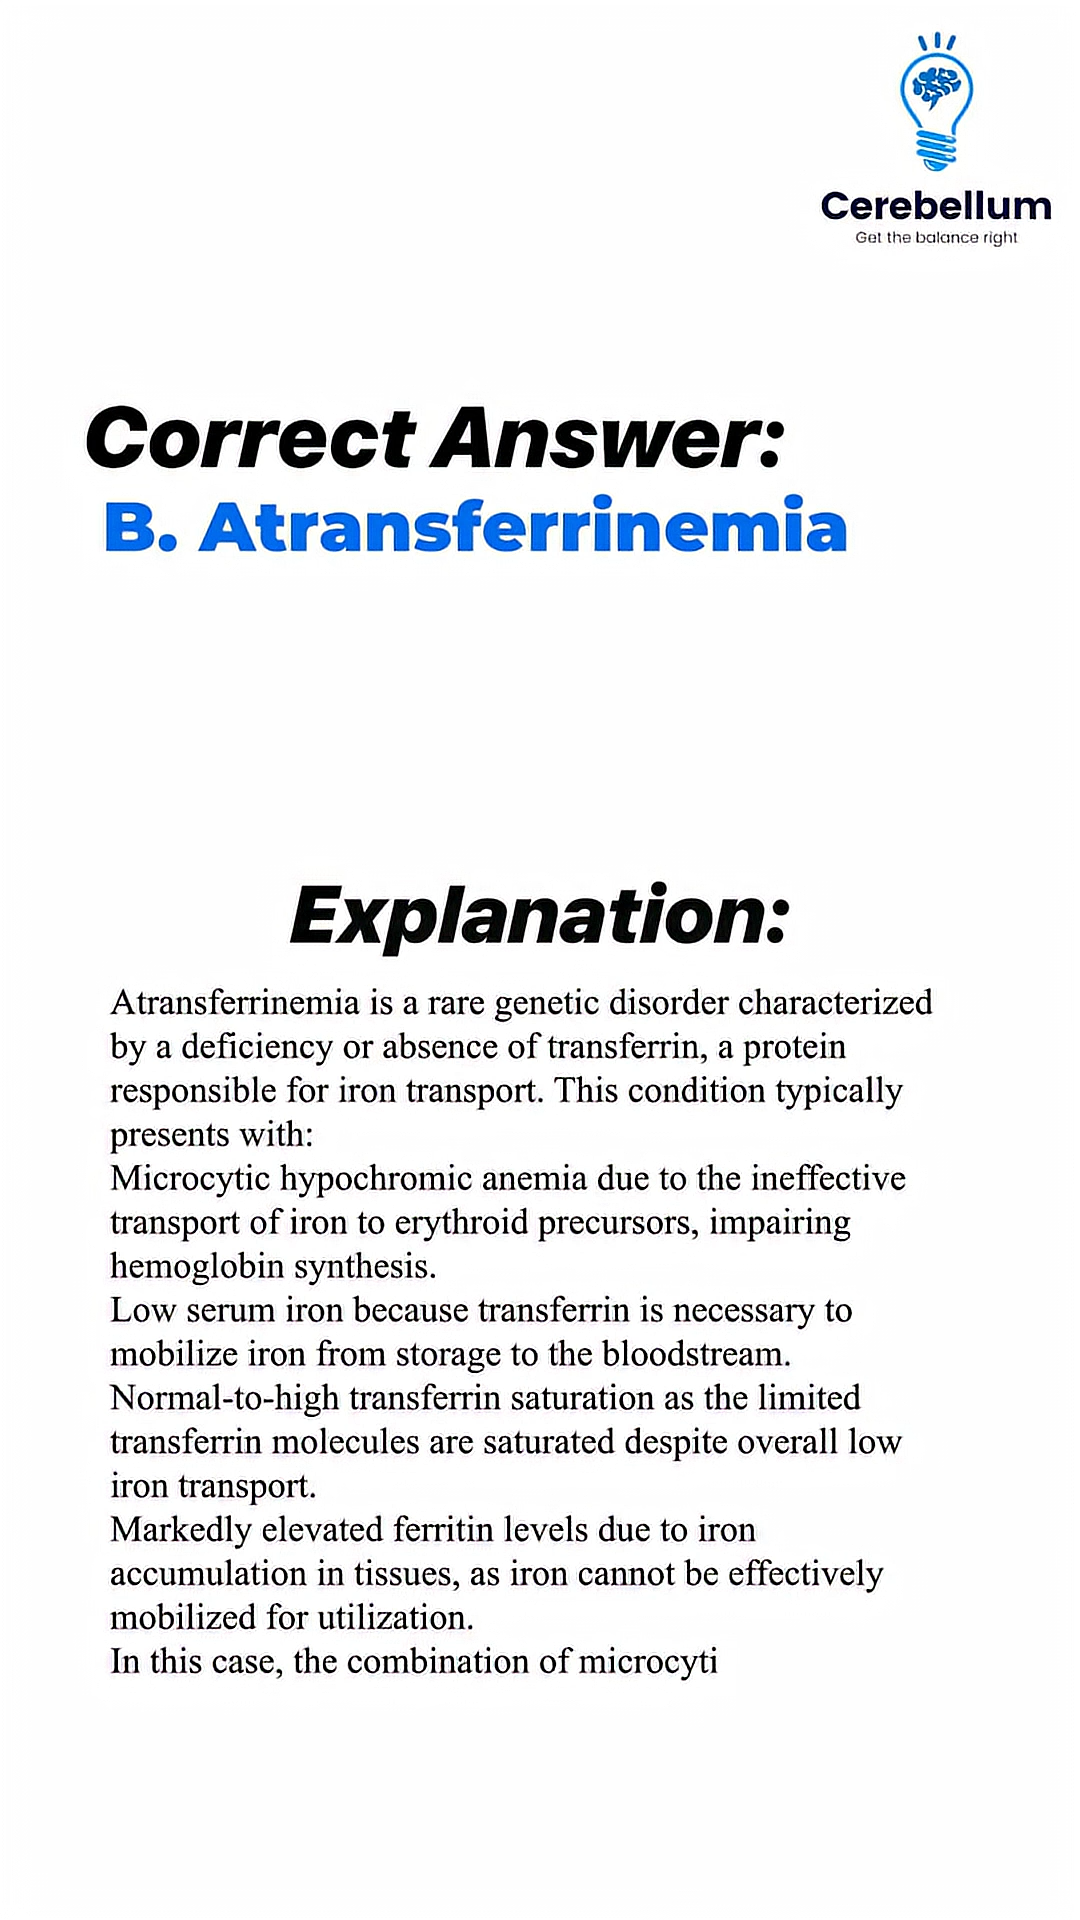 Cerebellum
Get the balance right
Correct Answer:
B. Atransferrinemia
Explanation:
Atransferrinemia is a rare genetic disorder characterized
by a deficiency or absence of transferrin, a protein
responsible for iron transport. This condition typically
presents with:
Microcytic hypochromic anemia due to the ineffective
transport of iron to erythroid precursors, impairing
hemoglobin synthesis.
Low serum iron because transferrin is necessary to
mobilize iron from storage to the bloodstream.
Normal-to-high transferrin saturation as the limited
transferrin molecules are saturated despite overall low
iron transport.
Markedly elevated ferritin levels due to iron
accumulation in tissues, as iron cannot be effectively
mobilized for utilization.
In this case, the combination of microcyti